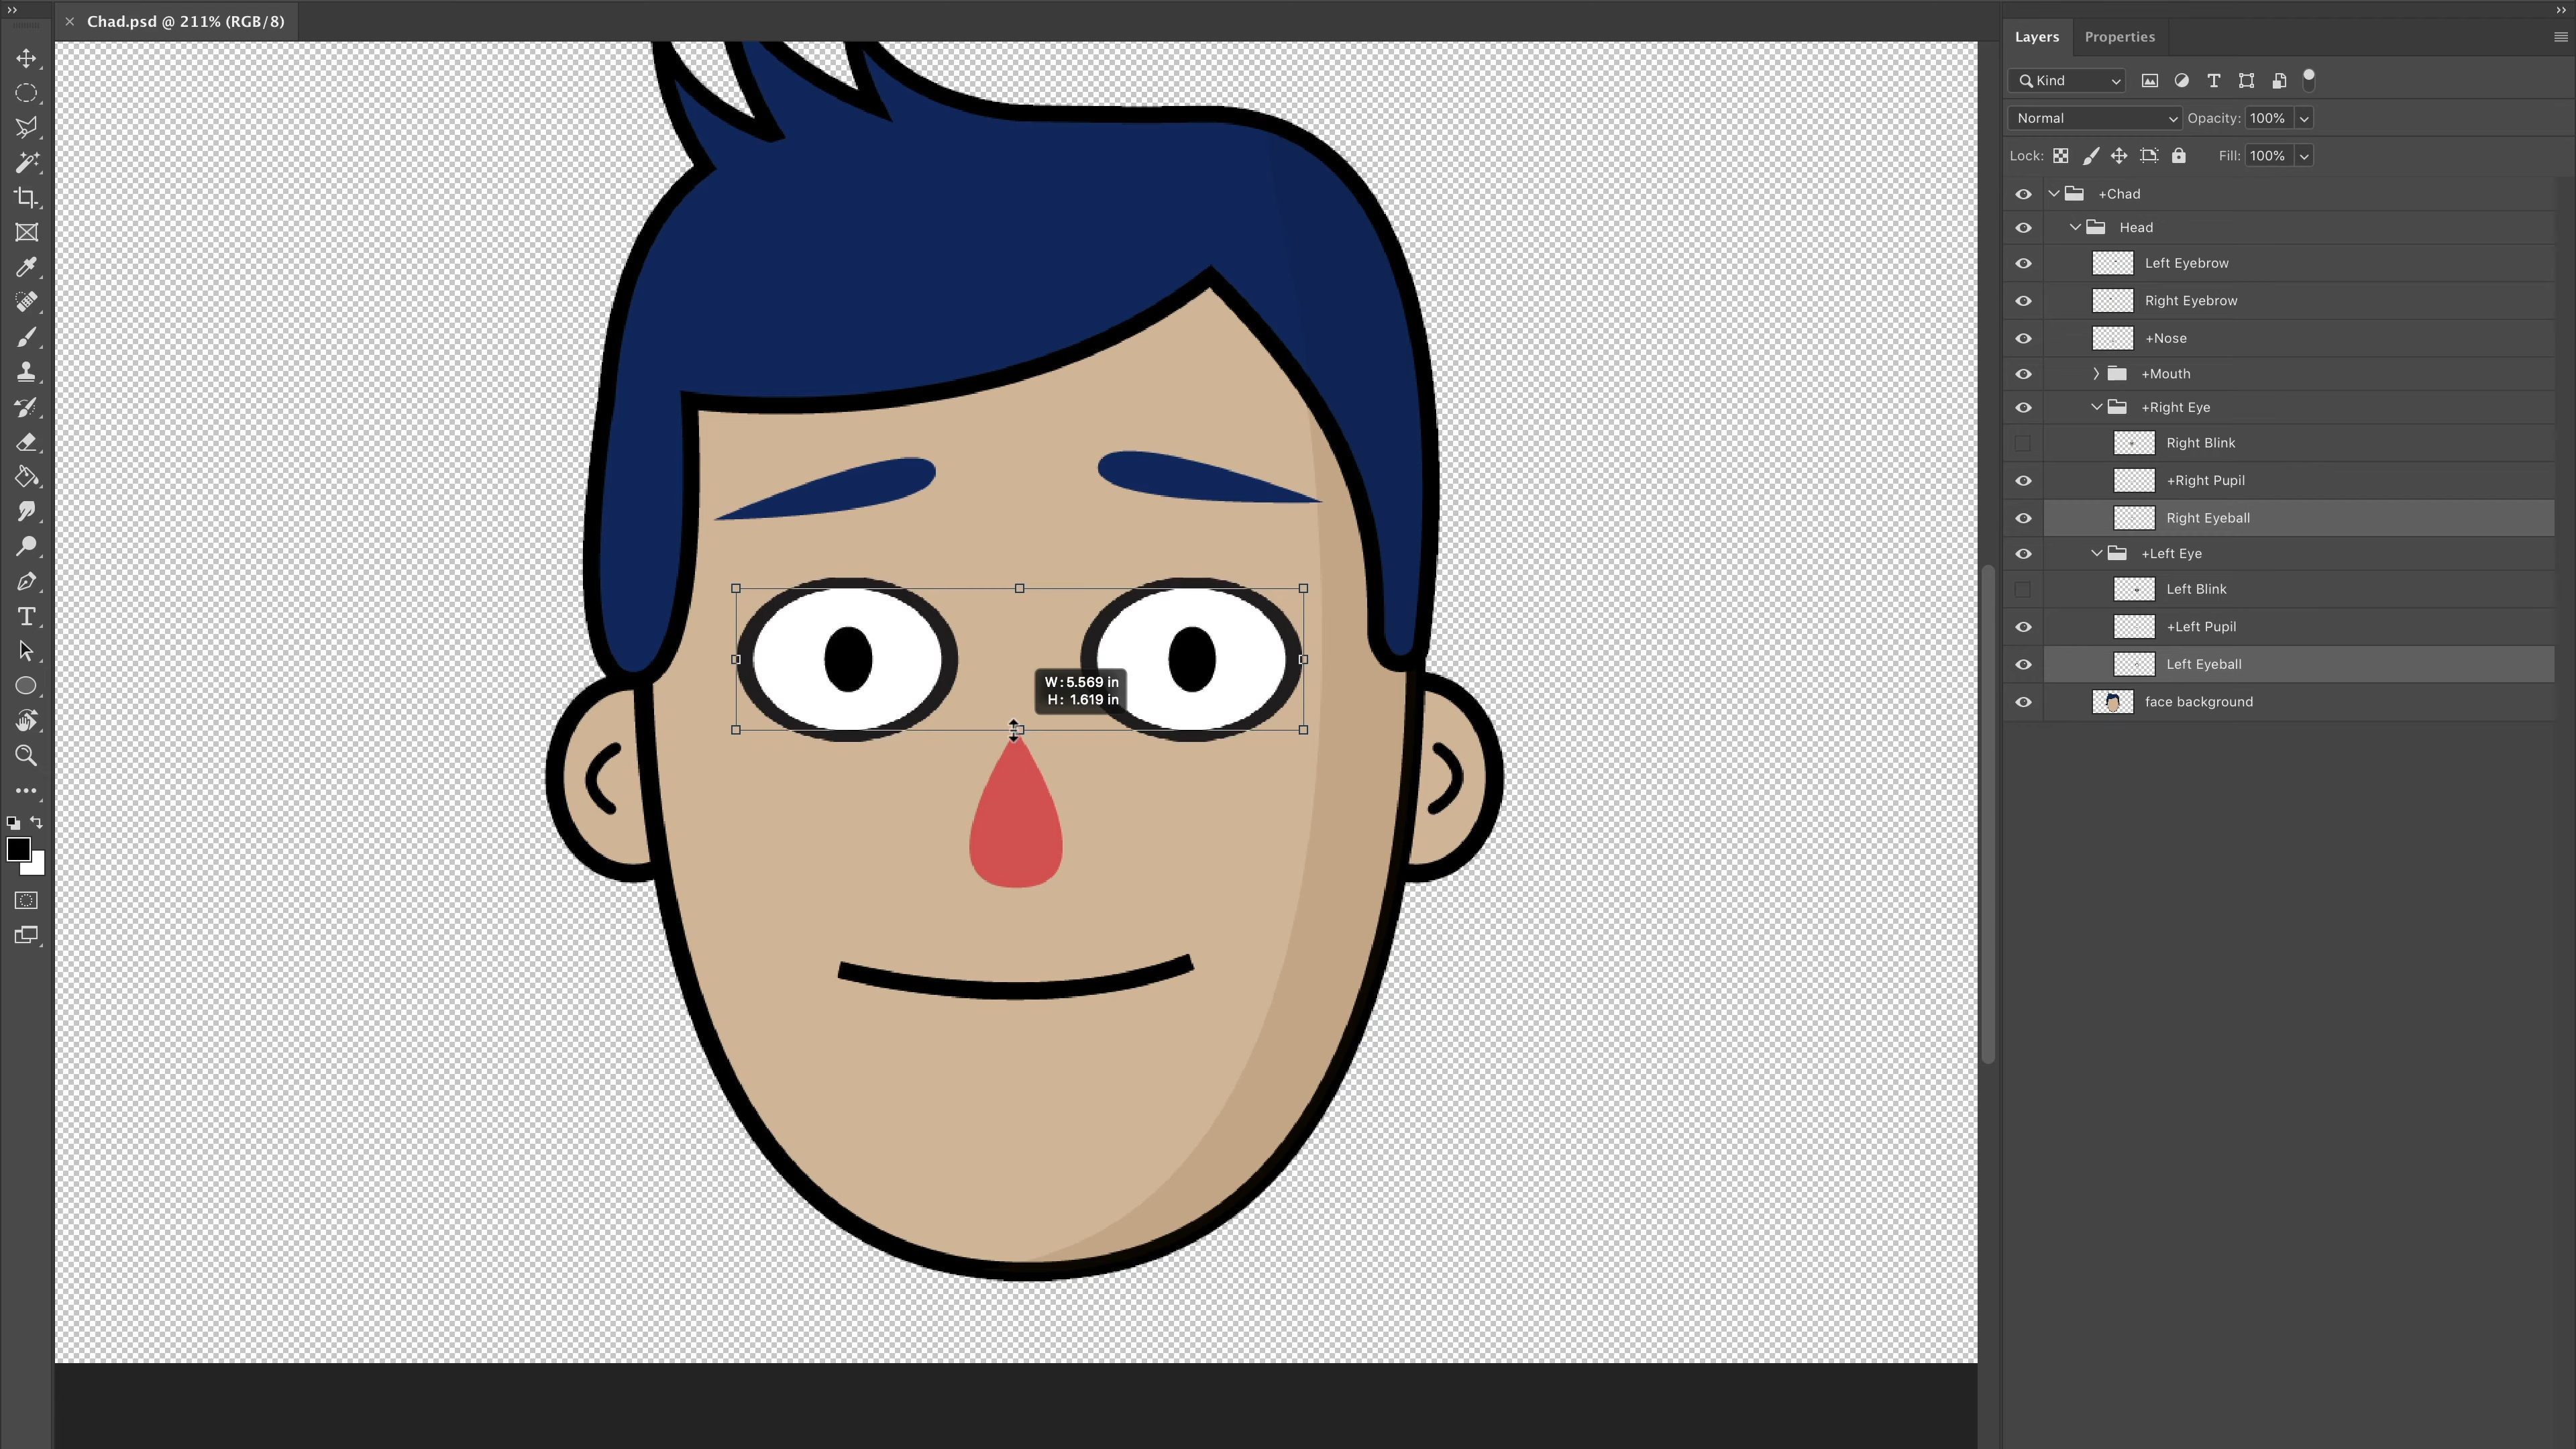 Chad.psd @ 211% (RGB/8)
Layers
Properties
Kind
Normal
Opacity: 100%
Lock:
Fill: 100%
+Chad
Head
Left Eyebrow
Right Eyebrow
+Nose
+Mouth
+Right Eye
Right Blink
+Right Pupil
Right Eyeball
+Left Eye
Left Blink
+Left Pupil
Left Eyeball
face background
W: 5.569 in
H: 1.619 in